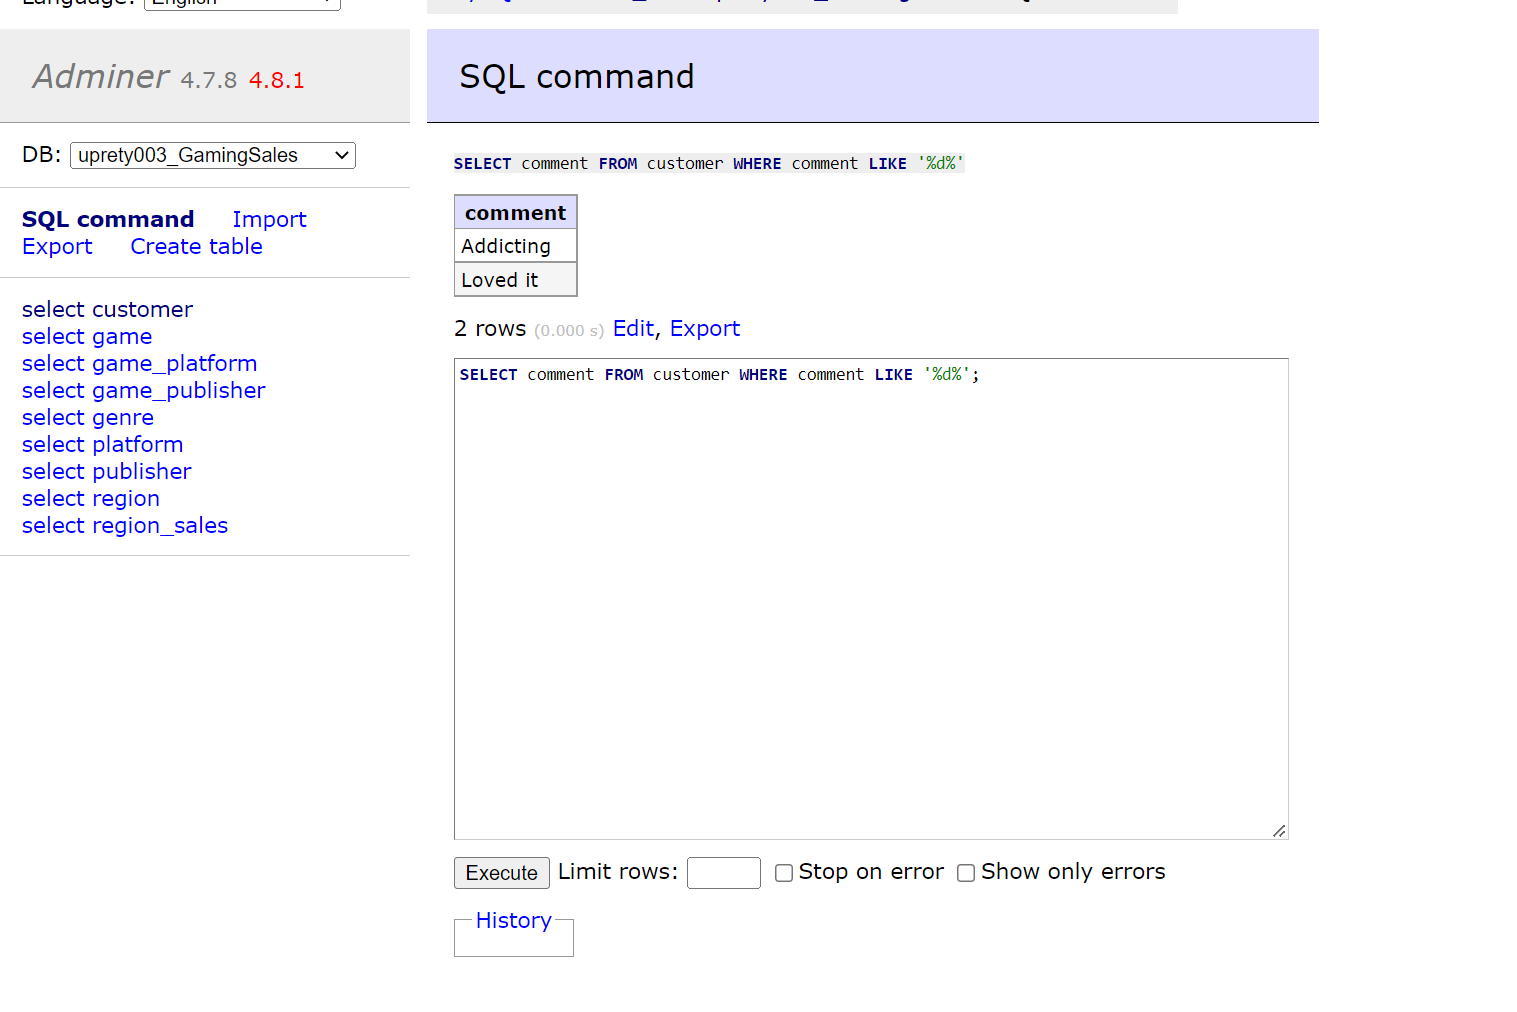 Language: English
Adminer 4.7.8 4.8.1
DB: uprety003_GamingSales
SQL command Import
Export Create table
select customer
select game
select game_platform
select game_publisher
select genre
select platform
select publisher
select region
select region_sales
SQL command
SELECT comment FROM customer WHERE comment LIKE '%d%'
comment
Addicting
Loved it
2 rows (0.000 s) Edit, Export
SELECT comment FROM customer WHERE comment LIKE '%d%';
Execute Limit rows: Stop on error Show only errors
History